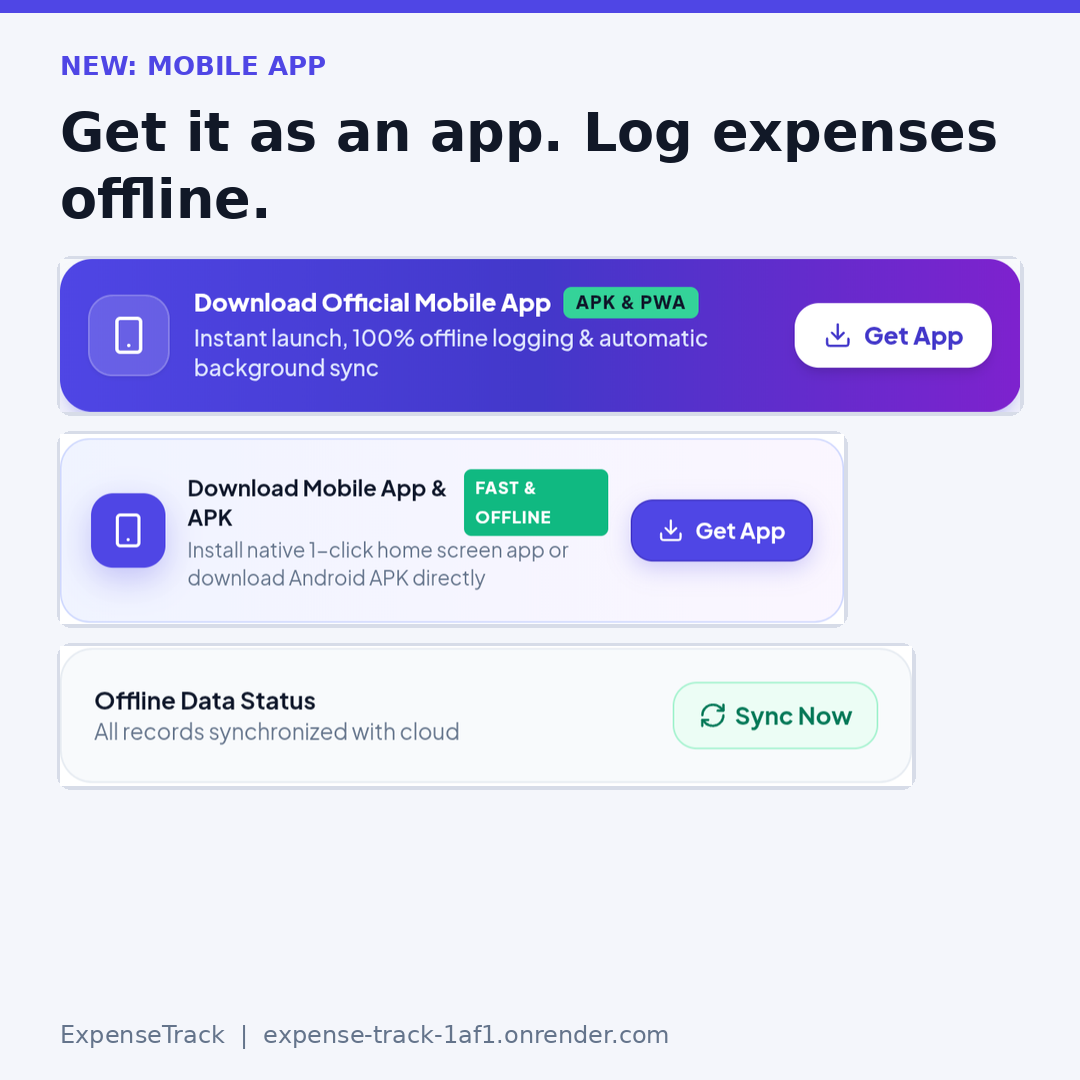 NEW: MOBILE APP
Get it as an app. Log expenses
offline.
Download Official Mobile App APK & PWA
Instant launch, 100% offline logging & automatic
background sync
Get App
Download Mobile App &
APK
FAST &
OFFLINE
Install native 1-click home screen app or
download Android APK directly
Get App
Offline Data Status
All records synchronized with cloud
Sync Now
ExpenseTrack | expense-track-1af1.onrender.com